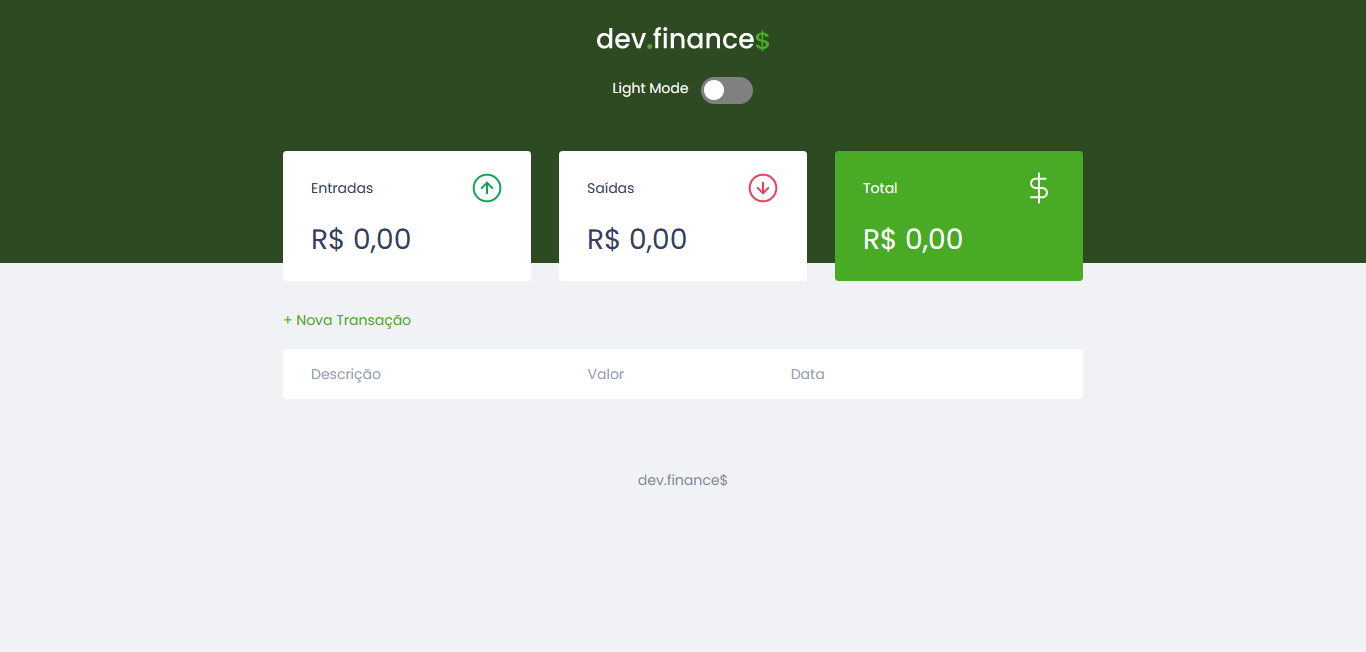 dev.finance$
Light Mode
Entradas
R$ 0,00
Saídas
R$ 0,00
Total
$
R$ 0,00
+ Nova Transação
Descrição Valor Data
dev.finance$